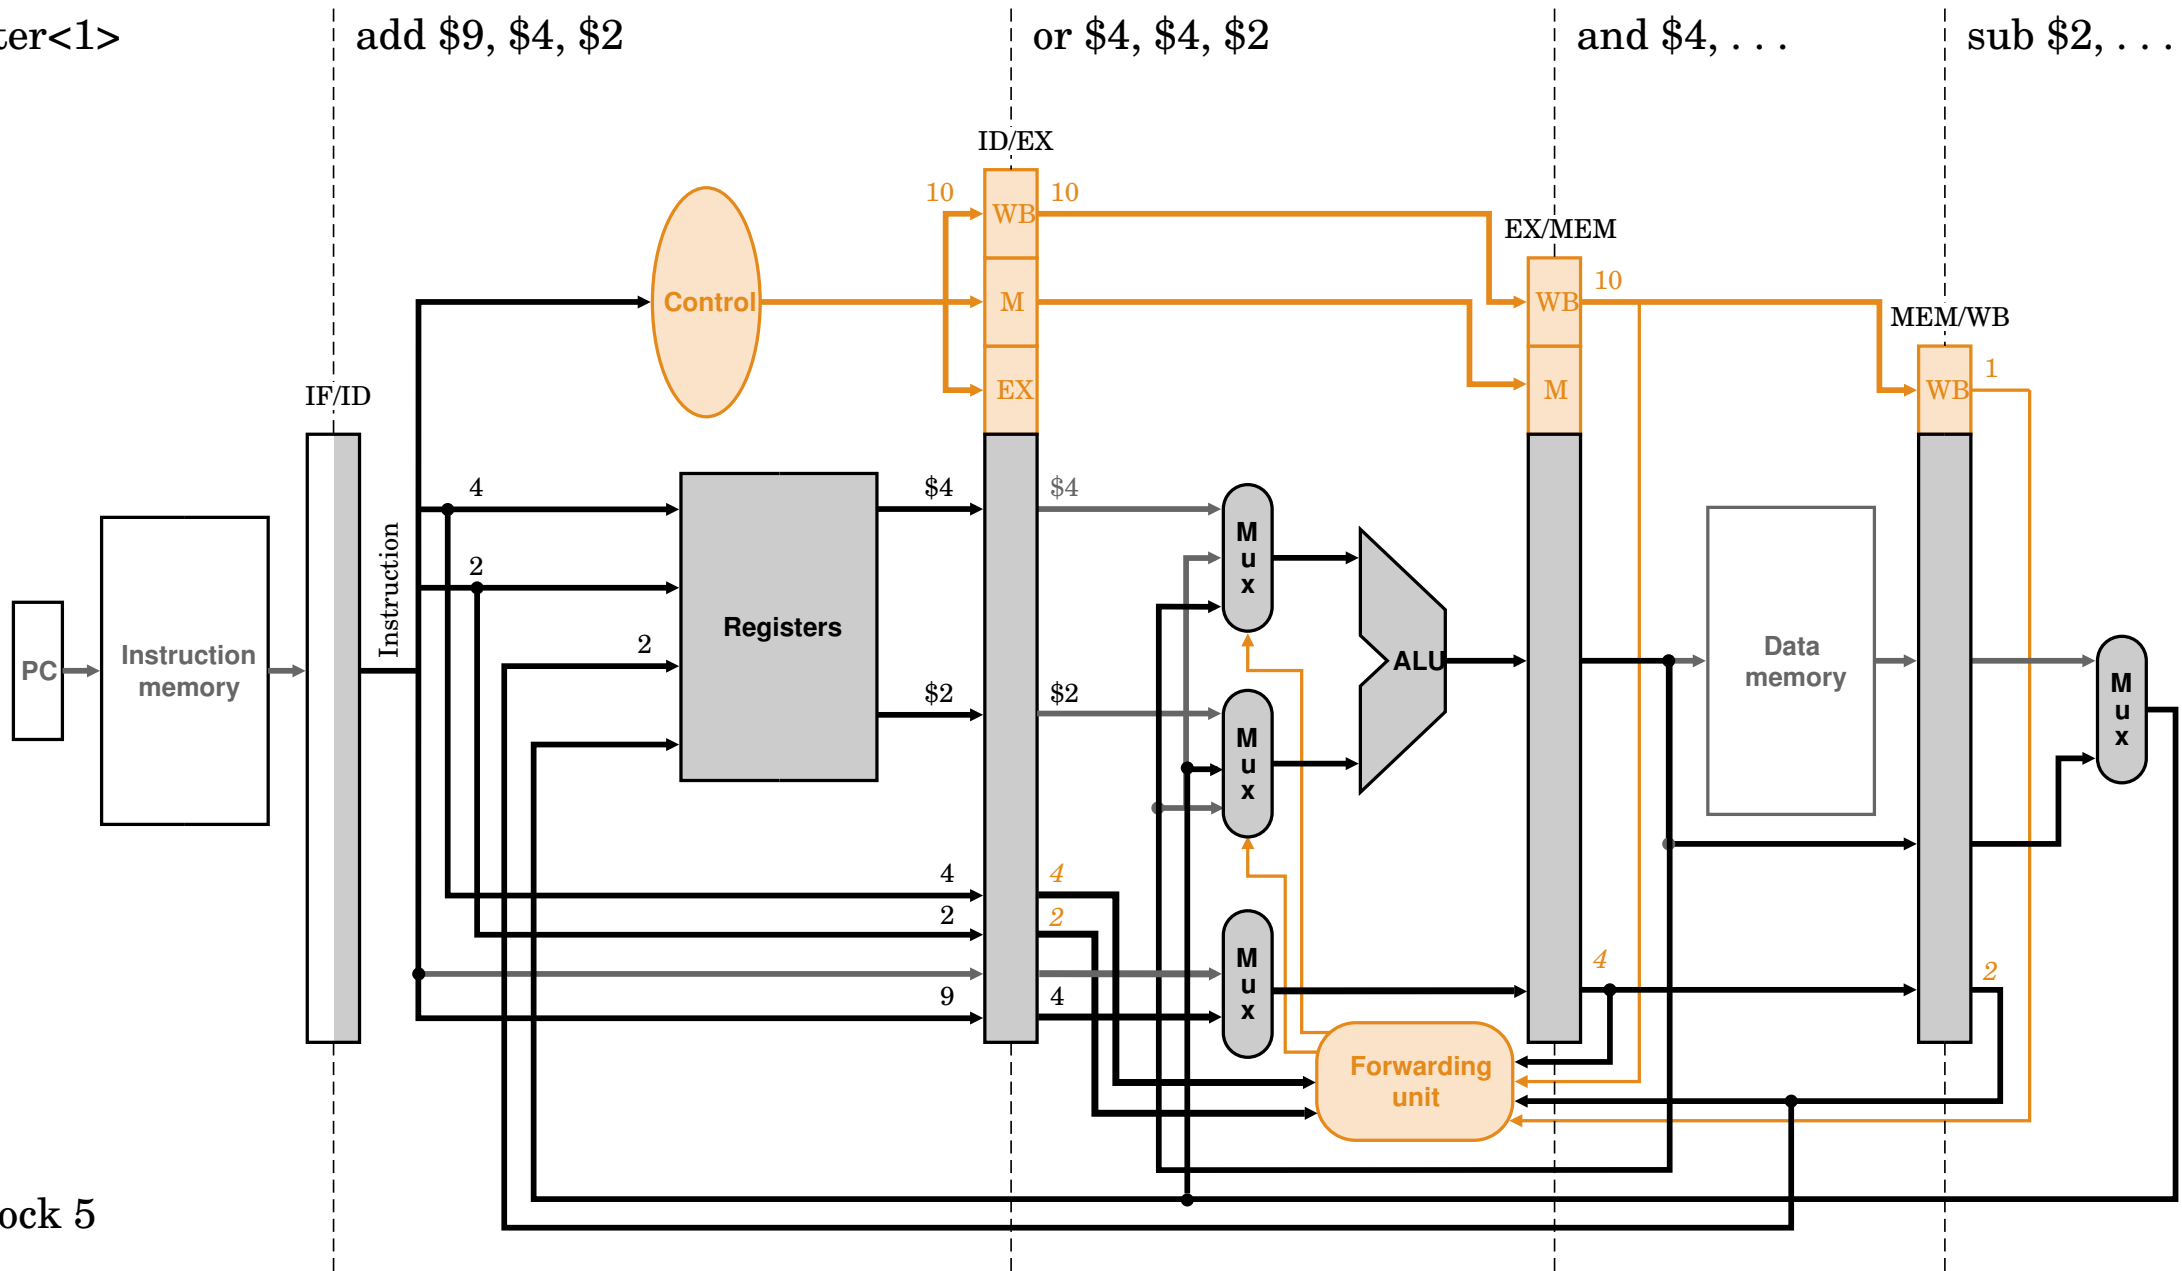 ter<1>
add $9, $4, $2
or $4, $4, $2
and $4, . . .
sub $2, . . .
ID/EX
10
10
WB
EX/MEM
Control
M
WB
10
MEM/WB
IF/ID
EX
M
WB
1
Instruction
4
$4
$4
2
2
$2
$2
Registers
PC
Instruction
memory
M
u
x
M
u
x
ALU
Data
memory
M
u
x
4
4
2
2
9
4
M
u
x
4
2
Forwarding
unit
ock 5